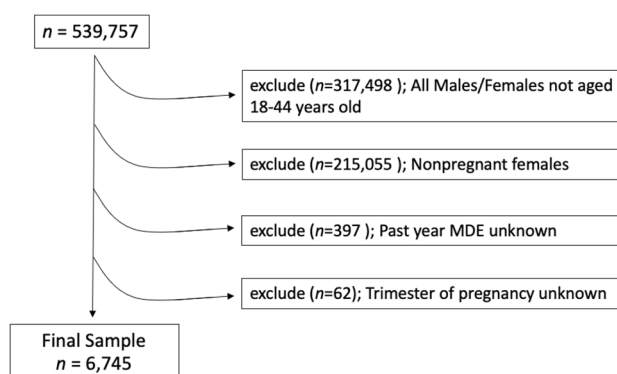 n = 539,757
exclude (n=317,498 ); All Males/Females not aged
18-44 years old
exclude (n=215,055 ); Nonpregnant females
exclude (n=397 ); Past year MDE unknown
exclude (n=62); Trimester of pregnancy unknown
Final Sample
n = 6,745